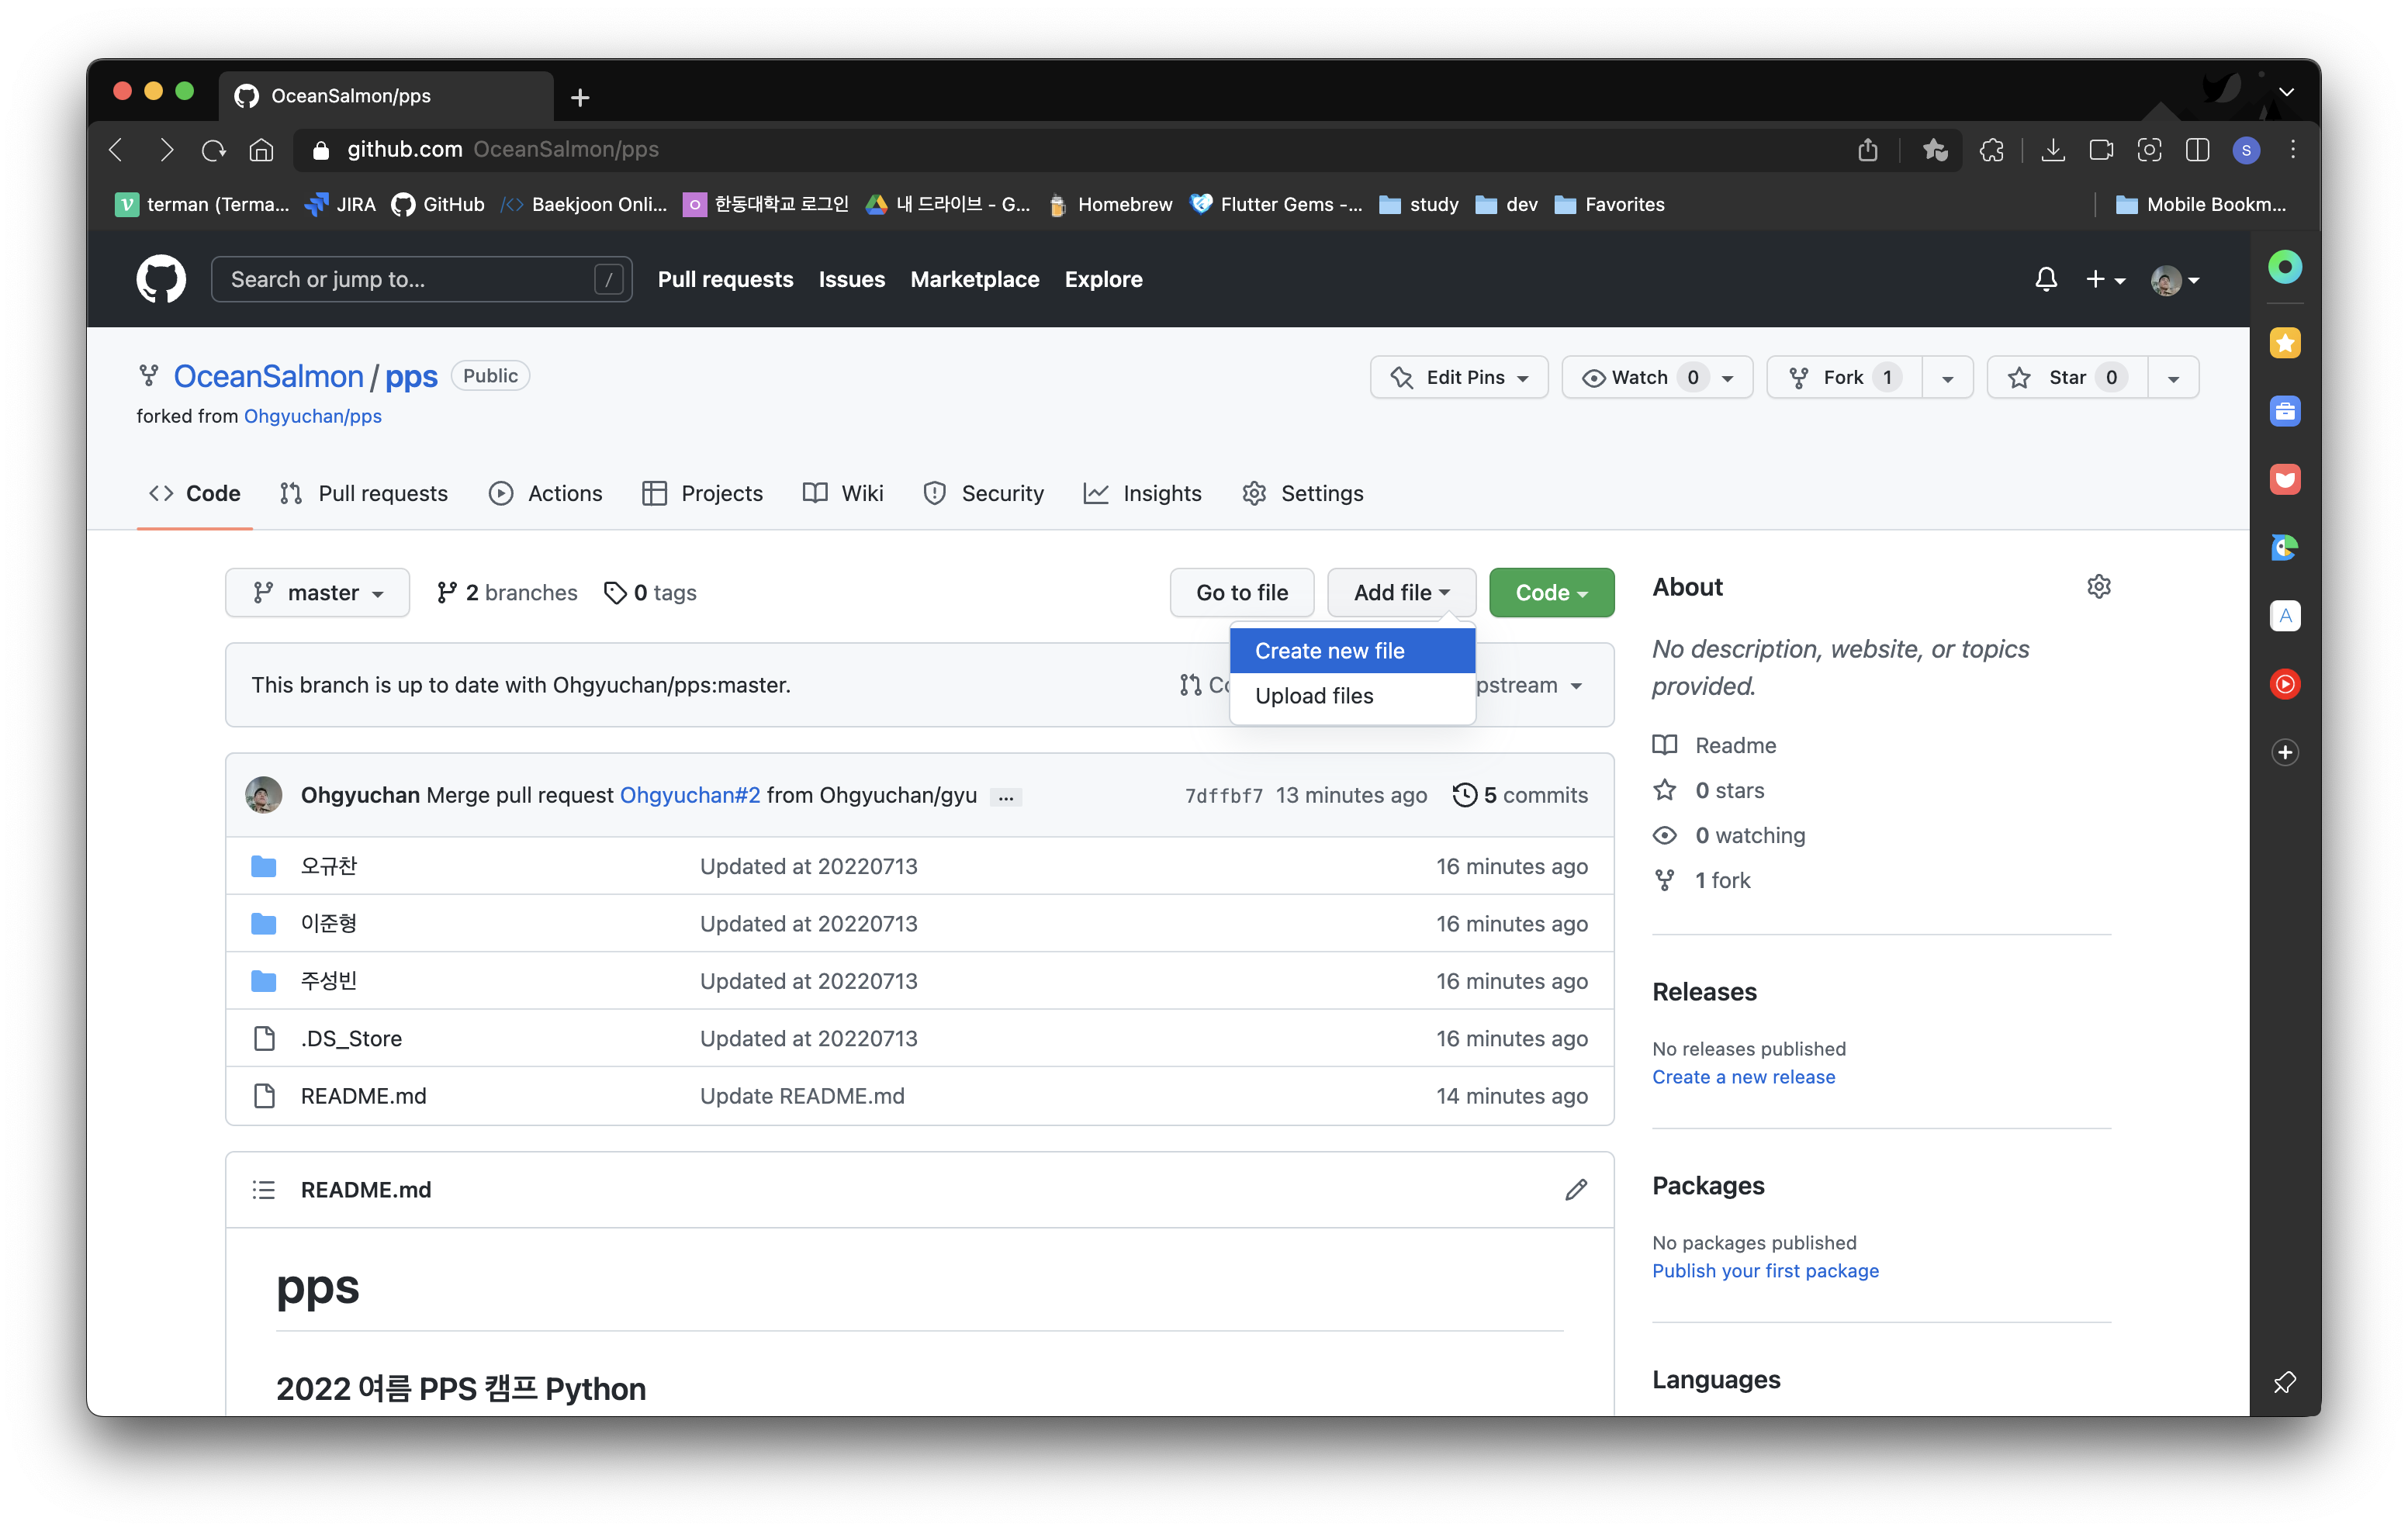 OceanSalmon/pps
github.com OceanSalmon/pps
terman (Terma... JIRA GitHub Baekjoon Onli... 한동대학교 로그인 내 드라이브 - G... Homebrew Flutter Gems -... study dev Favorites Mobile Bookm...
Search or jump to... / Pull requests Issues Marketplace Explore
OceanSalmon / pps Public
Edit Pins Watch 0 Fork 1 Star 0
forked from Ohgyuchan/pps
Code Pull requests Actions Projects Wiki Security Insights Settings
master 2 branches 0 tags Go to file Add file Code
Create new file
Upload files
This branch is up to date with Ohgyuchan/pps:master. Co pstream
Ohgyuchan Merge pull request Ohgyuchan#2 from Ohgyuchan/gyu ... 7dffbf7 13 minutes ago 5 commits
오규찬 Updated at 20220713 16 minutes ago
이준형 Updated at 20220713 16 minutes ago
주성빈 Updated at 20220713 16 minutes ago
.DS_Store Updated at 20220713 16 minutes ago
README.md Update README.md 14 minutes ago
README.md
pps
2022 여름 PPS 캠프 Python
About
No description, website, or topics
provided.
Readme
0 stars
0 watching
1 fork
Releases
No releases published
Create a new release
Packages
No packages published
Publish your first package
Languages